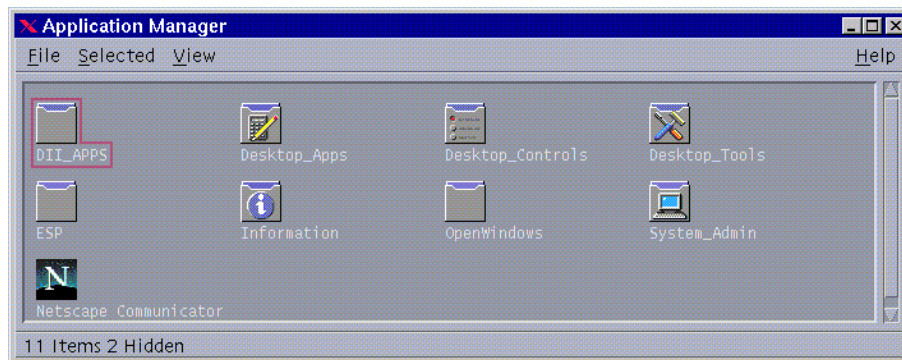 Application Manager
File Selected View Help
DII_APPS Desktop_Apps Desktop_Controls Desktop_Tools
ESP Information OpenWindows System_Admin
N
Netscape Communicator
11 Items 2 Hidden